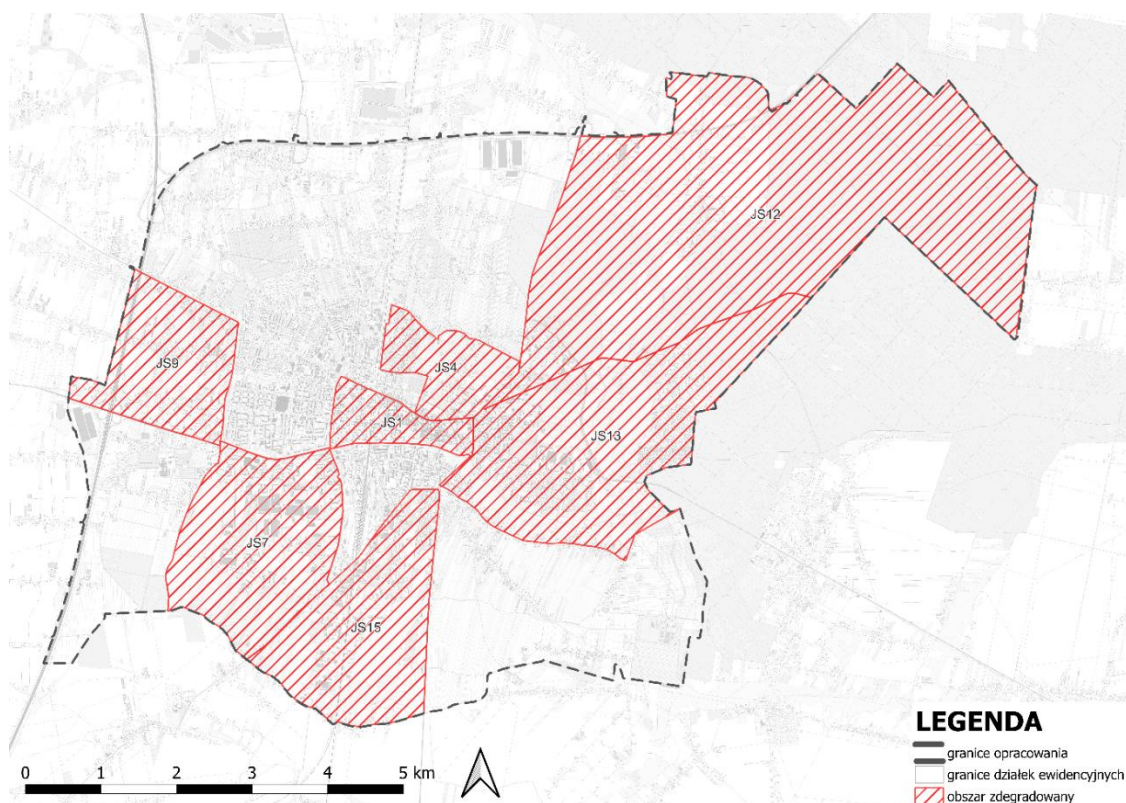 JS12
JS9
JS4
JS1
JS13
JS7
JS15
LEGENDA
granice opracowania
granice działek ewidencyjnych
obszar zdegradowany
0 1 2 3 4 5 km